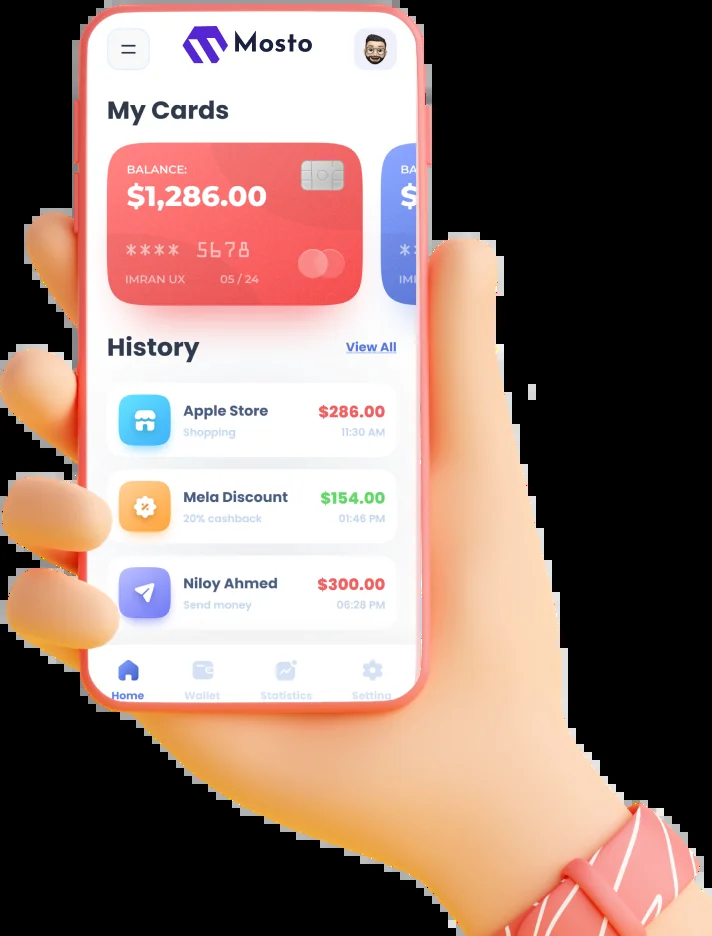 Mosto
My Cards
BALANCE:
$1,286.00
**** 5678
IMRAN UX 05 / 24
BA
$
*
IMI
History View All
Apple Store $286.00
Shopping 11:30 AM
Mela Discount $154.00
20% cashback 01:46 PM
Niloy Ahmed $300.00
Send money 06:28 PM
Home Wallet Statistics Setting